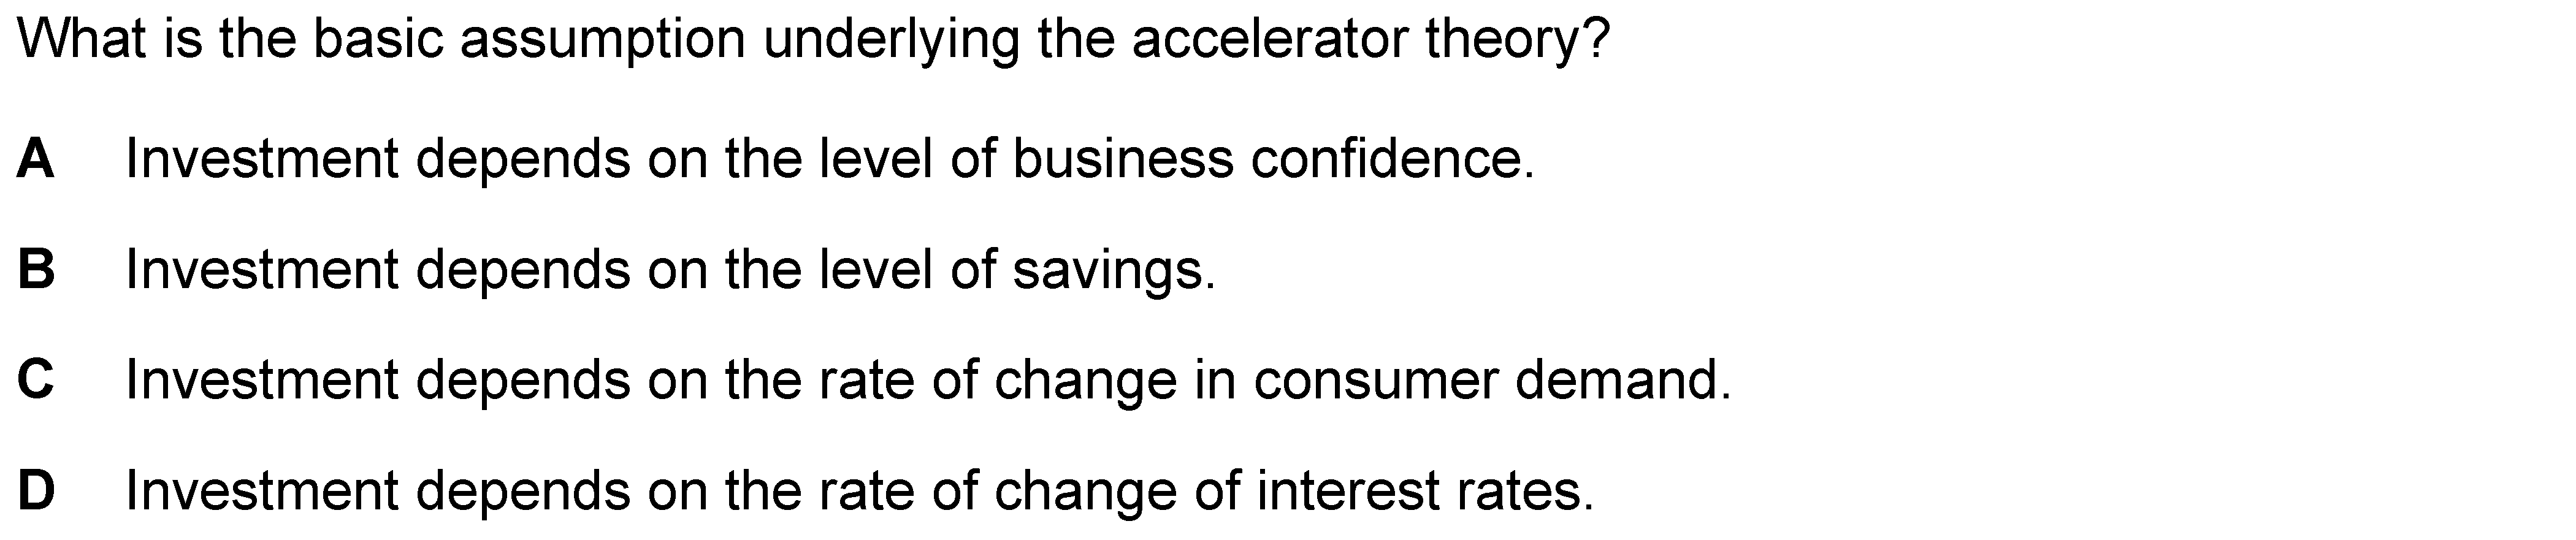 What is the basic assumption underlying the accelerator theory?
A Investment depends on the level of business confidence.
B Investment depends on the level of savings.
C Investment depends on the rate of change in consumer demand.
D Investment depends on the rate of change of interest rates.